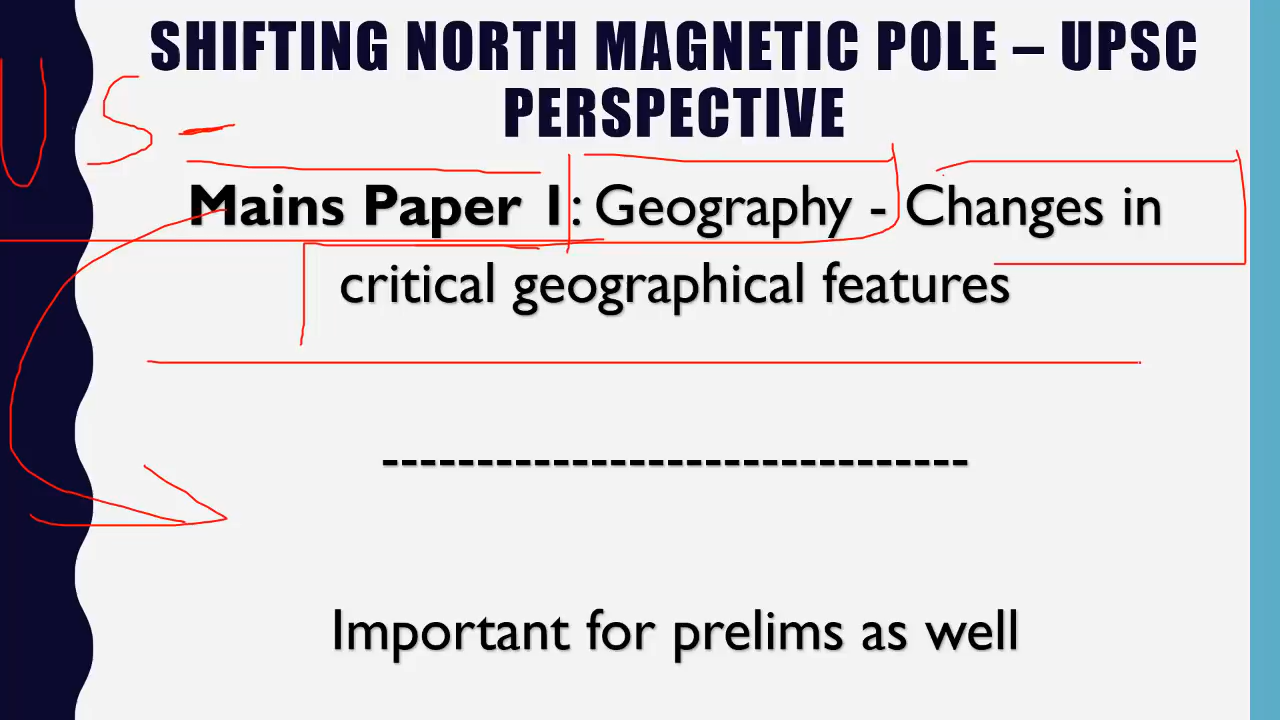 SHIFTING NORTH MAGNETIC POLE – UPSC
PERSPECTIVE
US-
Mains Paper 1: Geography - Changes in
critical geographical features
-------------------------------
Important for prelims as well